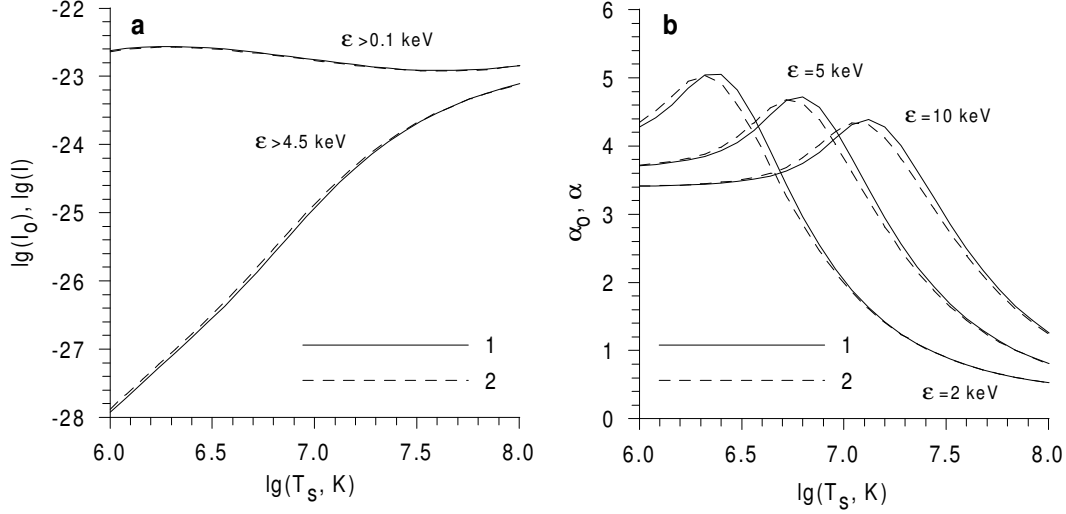 a
-22
-23
-24
-25
-26
-27
-28
lg(I₀), lg(I)
ε >0.1 keV
ε>4.5 keV
1
2
6.0 6.5 7.0 7.5 8.0
lg(T_s, K)
b
6
5
4
3
2
1
0
α₀, α
ε =5 keV
ε =10 keV
1
2
ε =2 keV
6.0 6.5 7.0 7.5 8.0
lg(T_s, K)